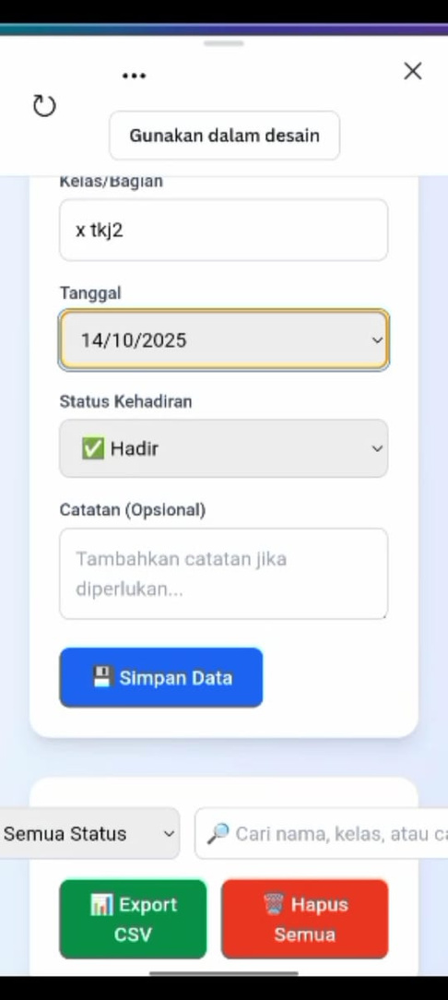 Gunakan dalam desain
Kelas/Bagian
x tkj2
Tanggal
14/10/2025
Status Kehadiran
✅ Hadir
Catatan (Opsional)
Tambahkan catatan jika
diperlukan...
💾 Simpan Data
Semua Status
🔎 Cari nama, kelas, atau
📊 Export
CSV
🗑️ Hapus
Semua